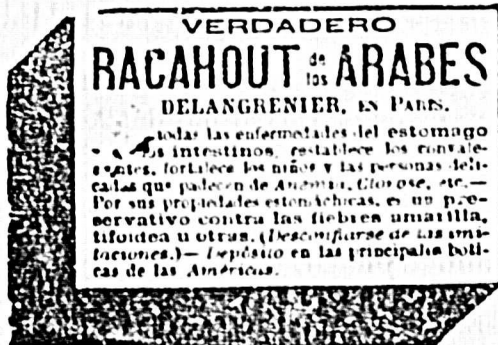 VERDADERO
RACAHOUT de los ARABES
DELANGRENIER, EN PARIS.
todas las enfermedades del estomago
los intestinos, restablece los convale-
scentes, fortalece los niños y las personas deli-
cadas que padecen de Anemia, Clorose, etc.—
Por sus propiedades estomáchicas, es un pre-
servativo contra las fiebres amarilla,
tifoidea u otras. (Desconfiarse de las imi-
taciones.)— Depósito en las principales boti-
cas de las Américas.